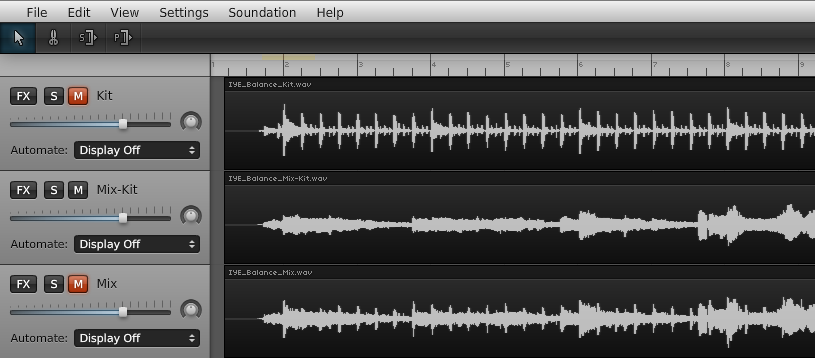 File Edit View Settings Soundation Help
S P
1 2 3 4 5 6 7 8 9
IYE_Balance_Kit.wav
FX S M Kit
Automate: Display Off
IYE_Balance_Mix-Kit.wav
FX S M Mix-Kit
Automate: Display Off
IYE_Balance_Mix.wav
FX S M Mix
Automate: Display Off